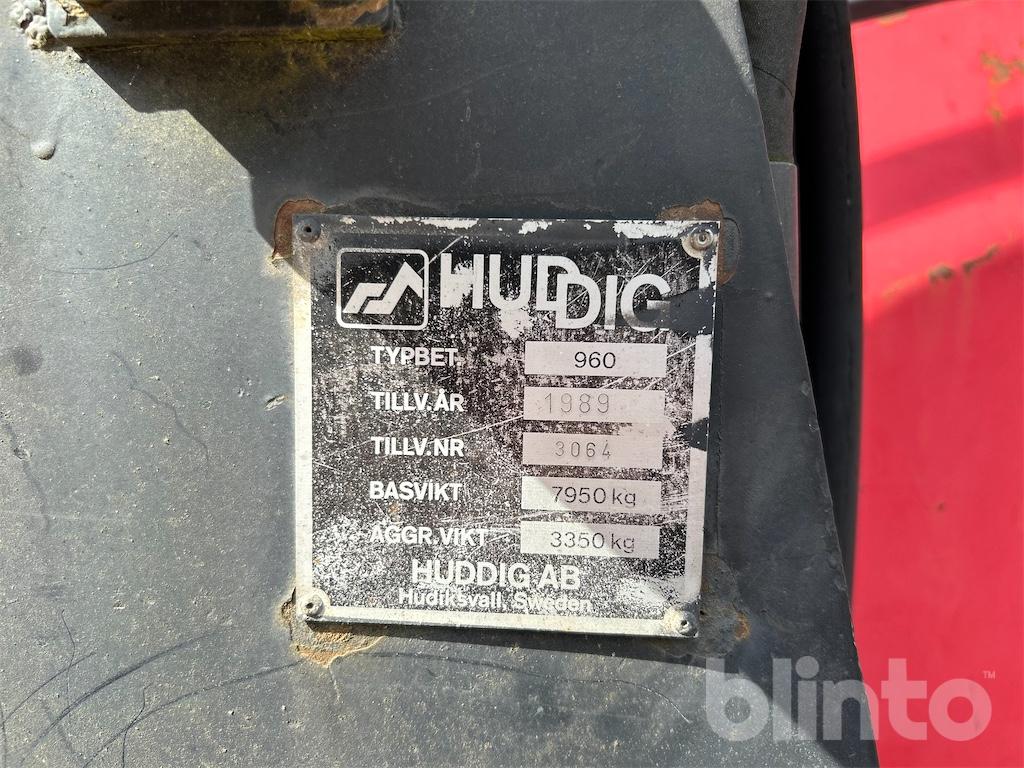 HUDDIG
TYPBET. 960
TILLV.ÅR 1989
TILLV.NR 3064
BASVIKT 7950 kg
AGGR.VIKT 3350 kg
HUDDIG AB
Hudiksvall, Sweden
blinto™